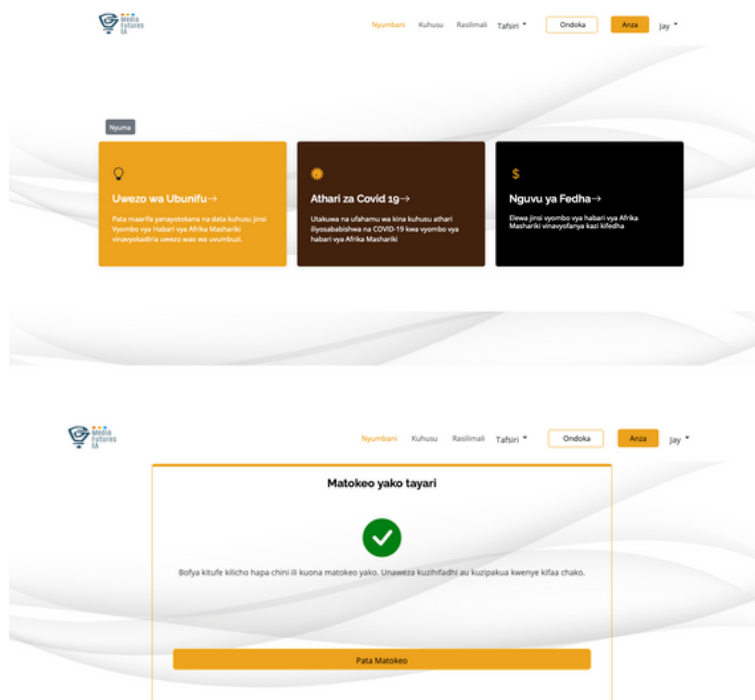 Media
Futures
EA
Nyumbani Kuhusu Rasilimali Tafsiri Ondoka Anza Jay
Nyuma
Uwezo wa Ubunifu→
Pata maarifa yanayotokana na data kuhusu jinsi
Vyombo vya Habari vya Afrika Mashariki
vinavyokadiria uwezo wao wa uvumbuzi.
Athari za Covid 19→
Utakuwa na ufahamu wa kina kuhusu athari
iliyosababishwa na COVID-19 kwa vyombo vya
habari vya Afrika Mashariki
$
Nguvu ya Fedha→
Elewa jinsi vyombo vya habari vya Afrika
Mashariki vinavyofanya kazi kifedha
Media
Futures
EA
Nyumbani Kuhusu Rasilimali Tafsiri Ondoka Anza Jay
Matokeo yako tayari
Bofya kitufe kilicho hapa chini ili kuona matokeo yako. Unaweza kuzihifadhi au kuzipakua kwenye kifaa chako.
Pata Matokeo